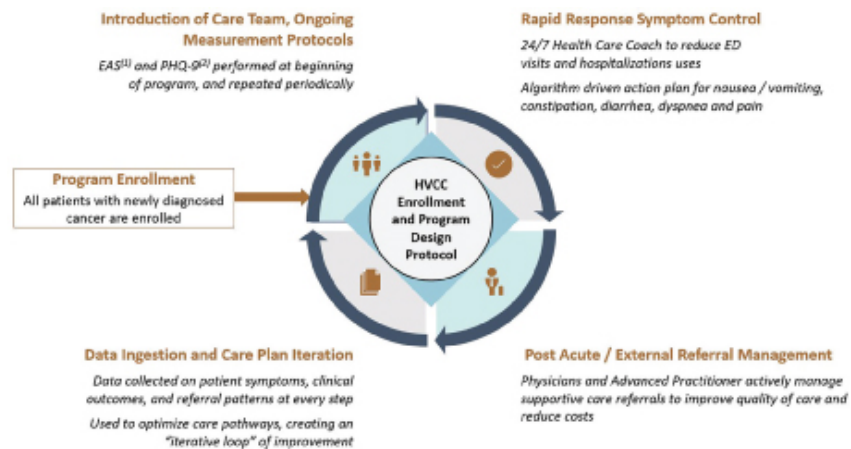 Introduction of Care Team, Ongoing
Measurement Protocols
EAS(1) and PHQ-9(2) performed at beginning
of program, and repeated periodically
Rapid Response Symptom Control
24/7 Health Care Coach to reduce ED
visits and hospitalizations uses
Algorithm driven action plan for nausea / vomiting,
constipation, diarrhea, dyspnea and pain
Program Enrollment
All patients with newly diagnosed
cancer are enrolled
HVCC
Enrollment
and Program
Design
Protocol
Data Ingestion and Care Plan Iteration
Data collected on patient symptoms, clinical
outcomes, and referral patterns at every step
Used to optimize care pathways, creating an
"iterative loop" of improvement
Post Acute / External Referral Management
Physicians and Advanced Practitioner actively manage
supportive care referrals to improve quality of care and
reduce costs